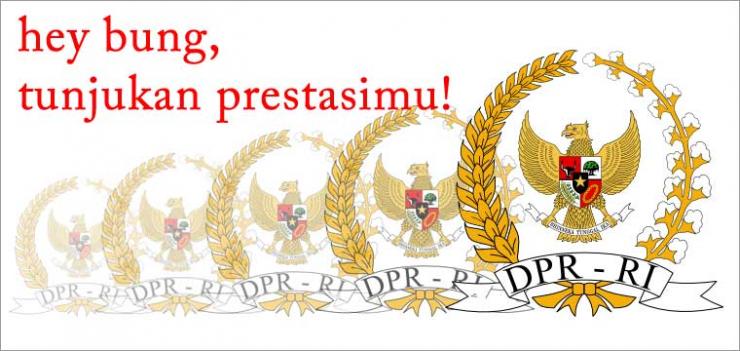 hey bung,
tunjukan prestasimu!
BHINNEKA TUNGGAL IKA
DPR - RI
DPR - RI
DPR - RI
DPR - RI
DPR - RI